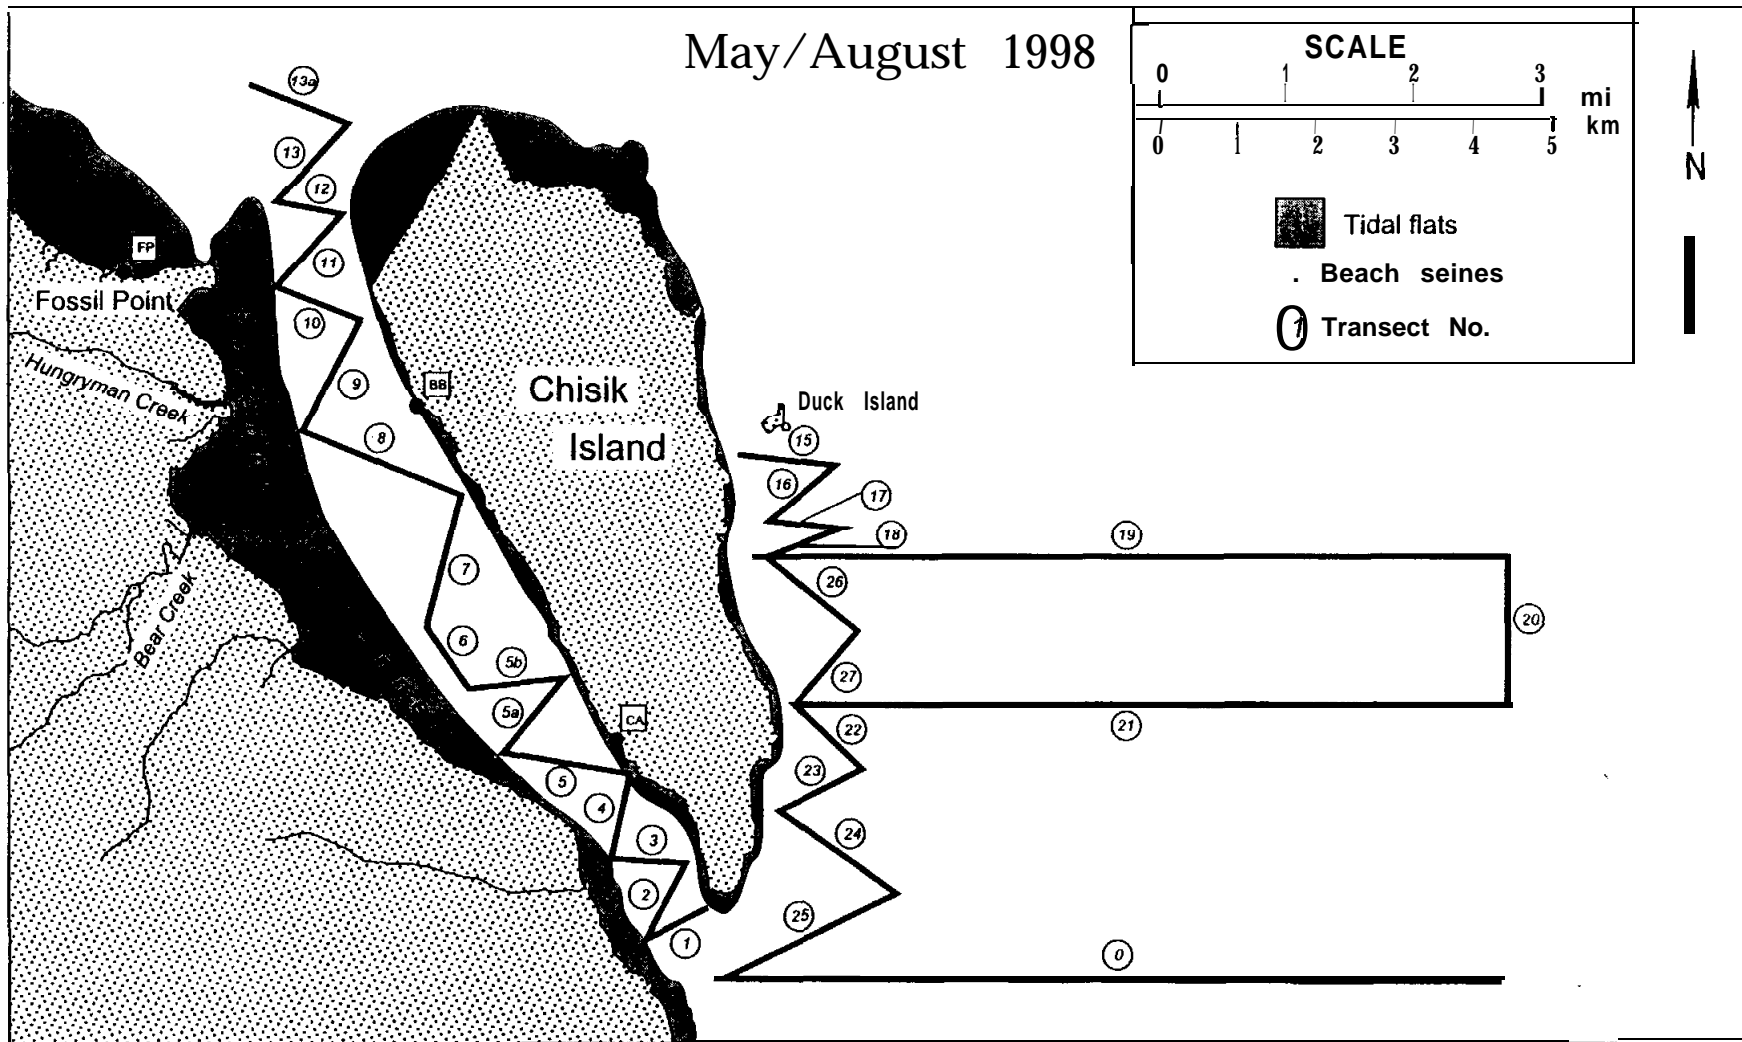 May/August 1998
SCALE
0 1 2 3
mi
km
0 1 2 3 4 5
N
Tidal flats
. Beach seines
1 Transect No.
13a
13
12
11
10
9
8
7
6
5b
5a
5
4
3
2
1
FP
Fossil Point
Hungryman Creek
Bear Creek
BB
CA
Chisik
Island
Duck Island
15
16
17
18
19
26
20
27
22
21
23
24
25
0